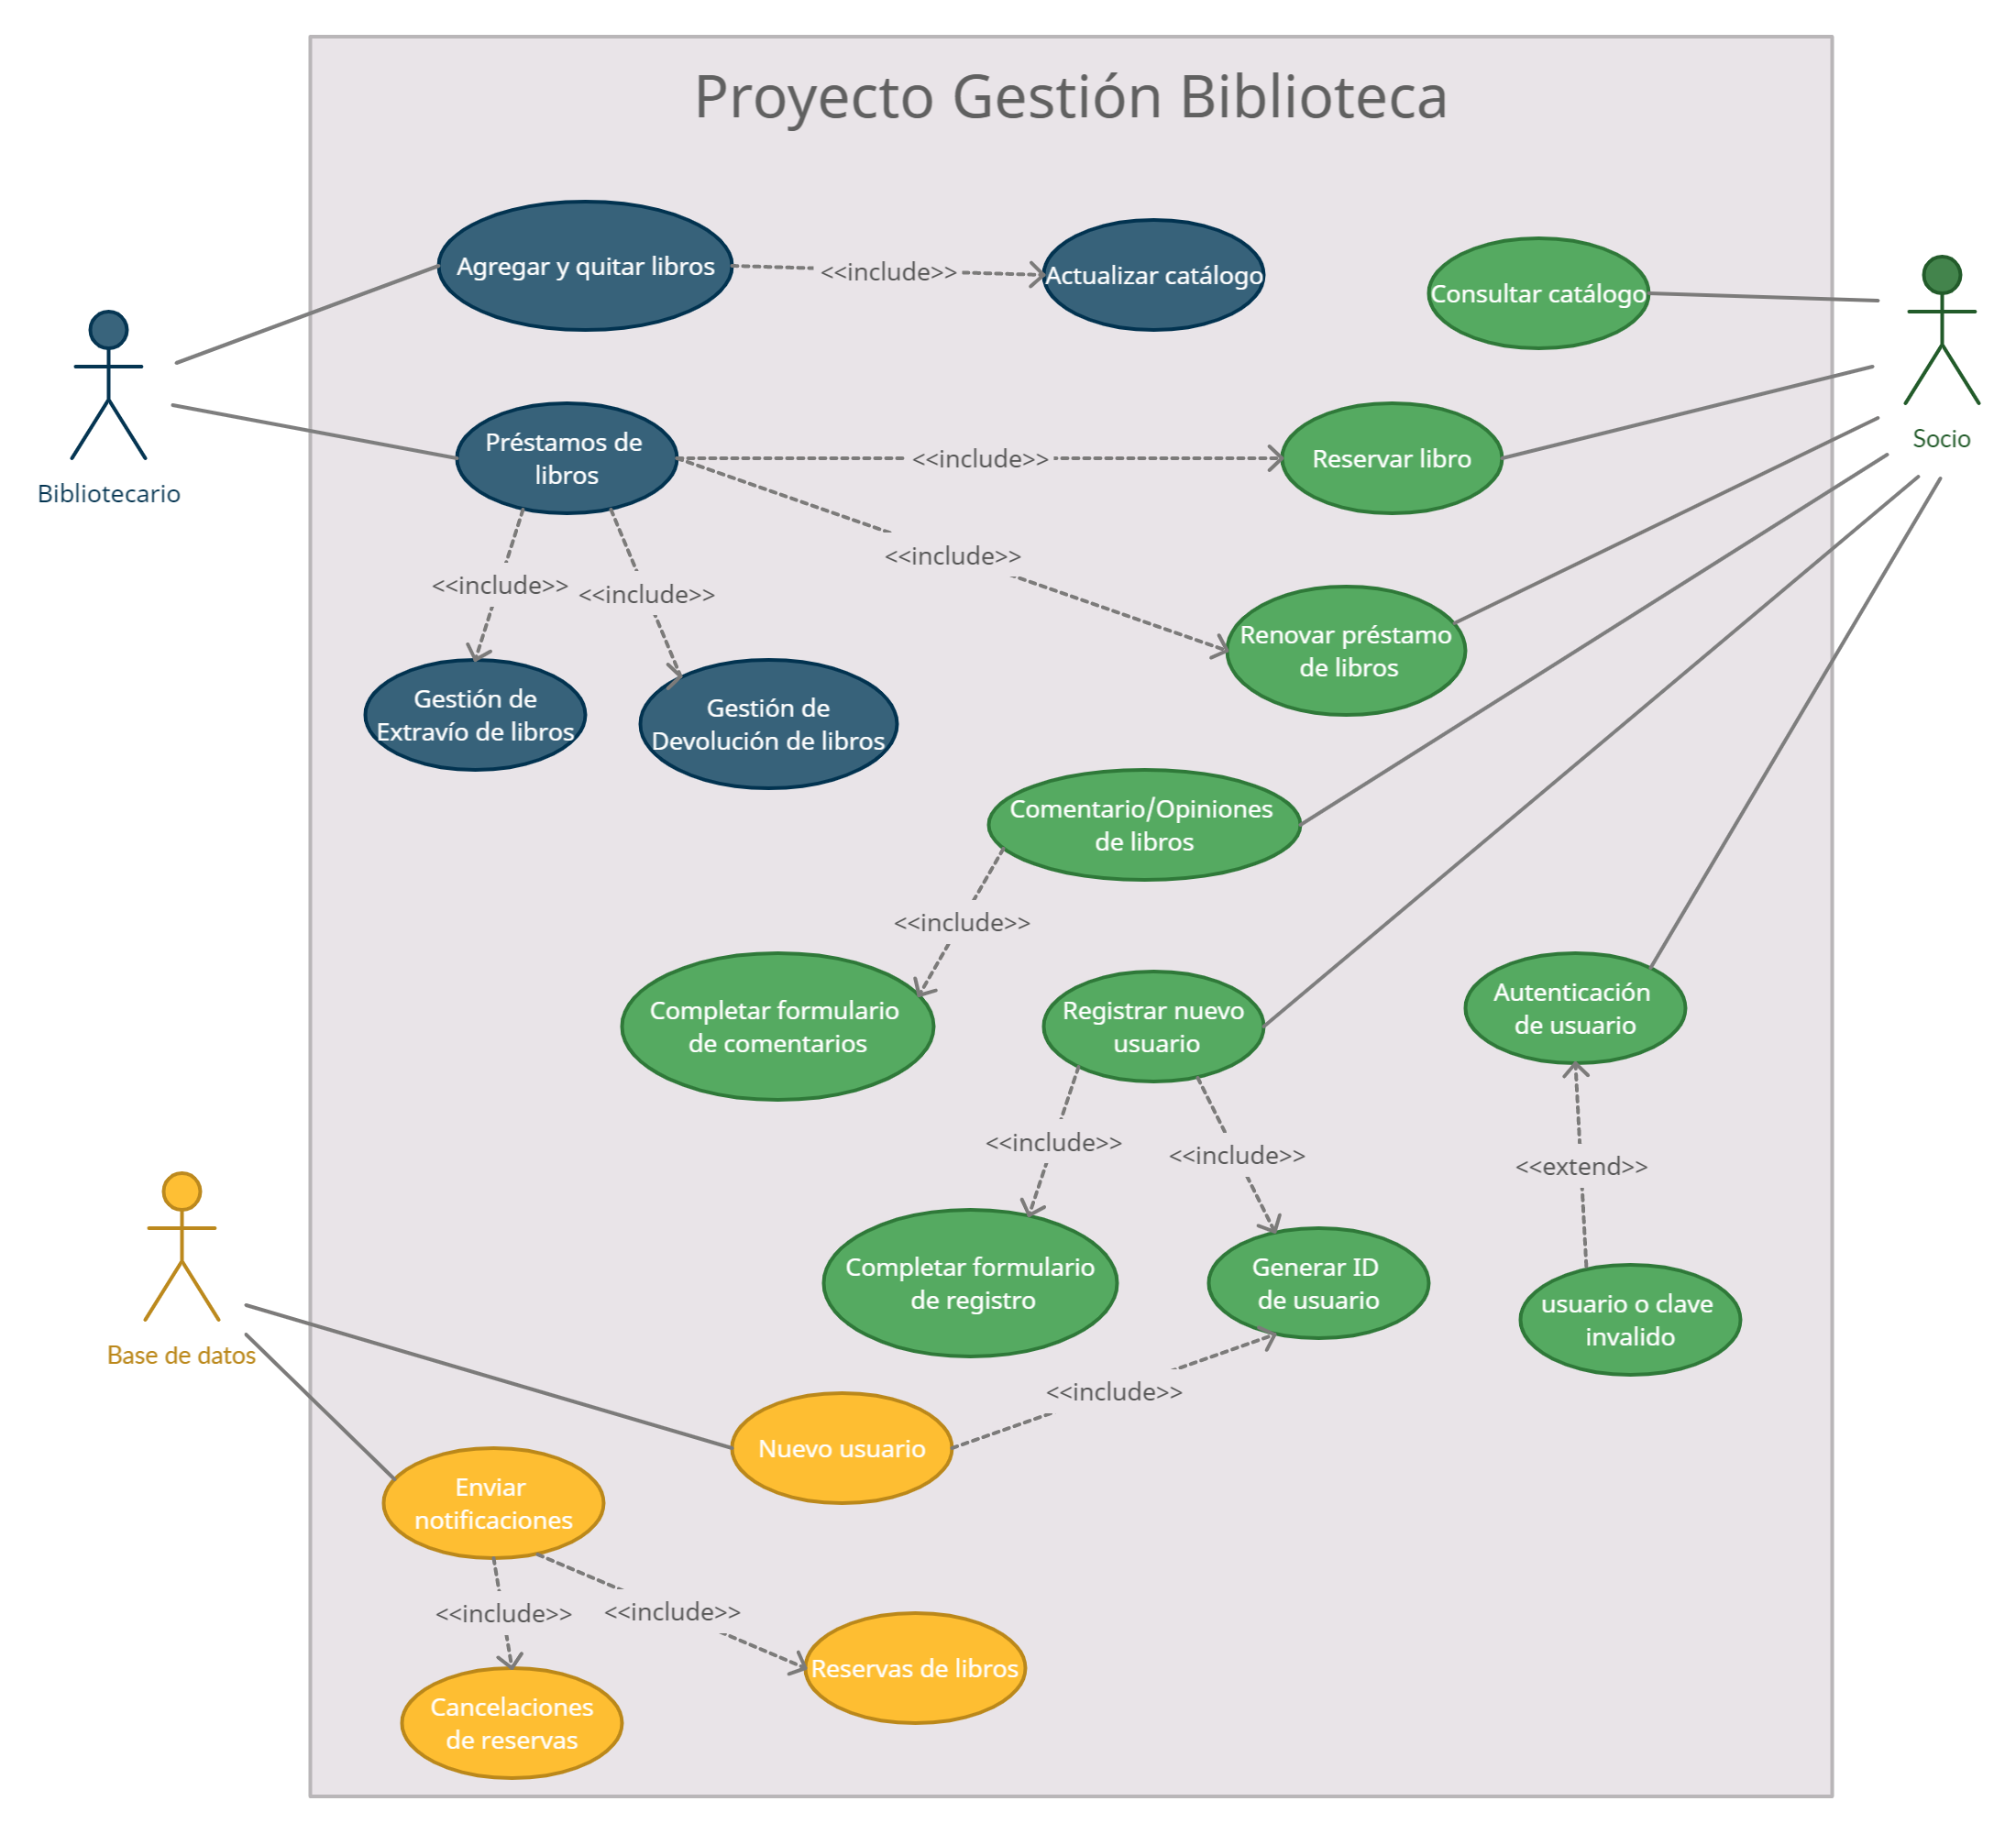 Proyecto Gestión Biblioteca
Agregar y quitar libros
<<include>>
Actualizar catálogo
Consultar catálogo
Bibliotecario
Socio
Préstamos de
libros
<<include>>
Reservar libro
<<include>>
<<include>>
<<include>>
Renovar préstamo
de libros
Gestión de
Extravío de libros
Gestión de
Devolución de libros
Comentario/Opiniones
de libros
<<include>>
Completar formulario
de comentarios
Registrar nuevo
usuario
Autenticación
de usuario
<<include>>
<<include>>
<<extend>>
Base de datos
Completar formulario
de registro
Generar ID
de usuario
usuario o clave
invalido
<<include>>
Nuevo usuario
Enviar
notificaciones
<<include>>
<<include>>
Reservas de libros
Cancelaciones
de reservas